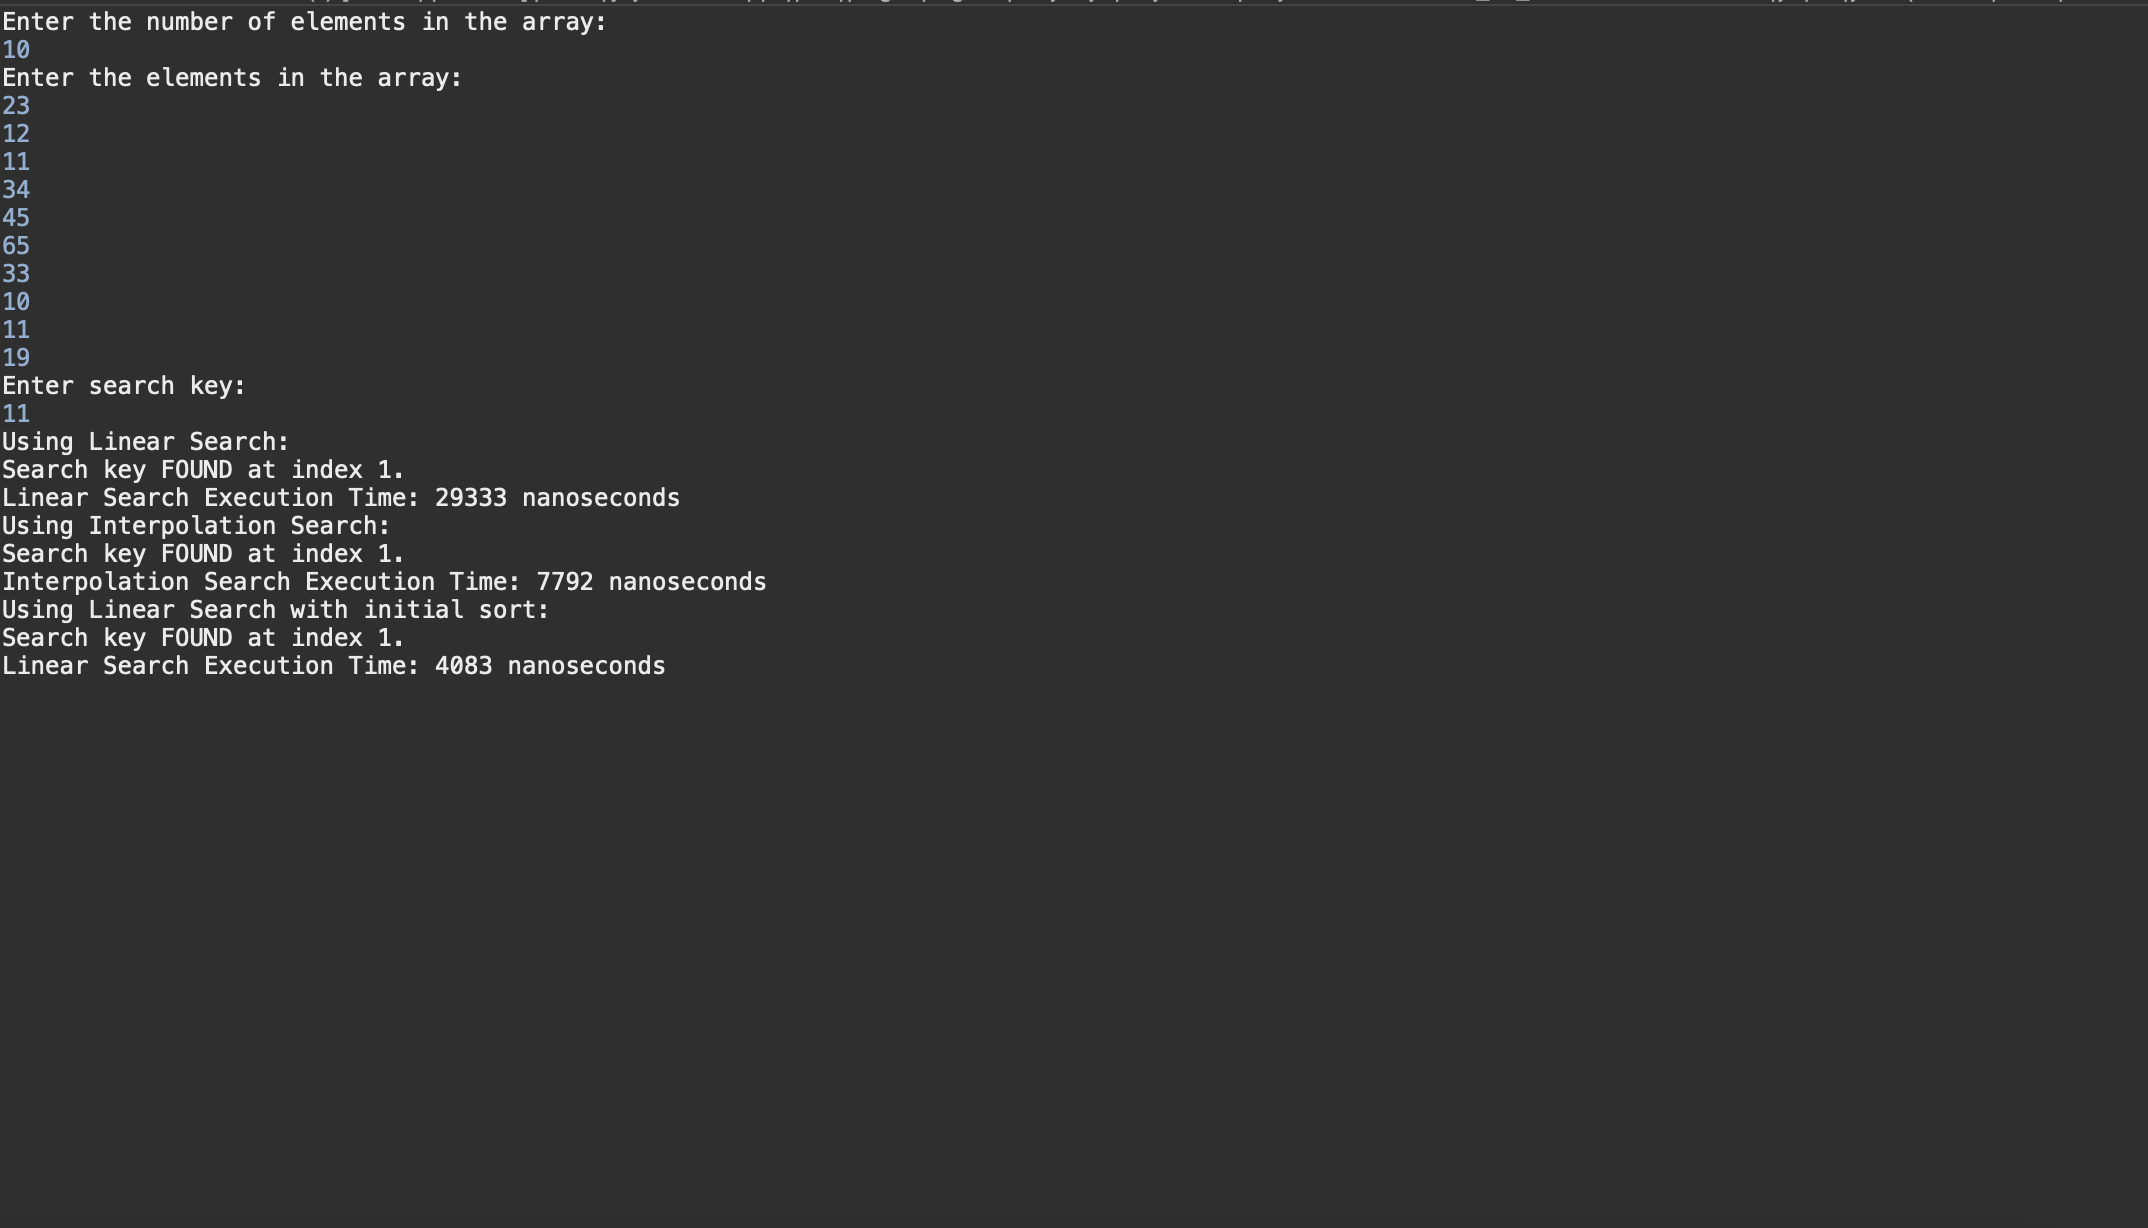 Enter the number of elements in the array:
10
Enter the elements in the array:
23
12
11
34
45
65
33
10
11
19
Enter search key:
11
Using Linear Search:
Search key FOUND at index 1.
Linear Search Execution Time: 29333 nanoseconds
Using Interpolation Search:
Search key FOUND at index 1.
Interpolation Search Execution Time: 7792 nanoseconds
Using Linear Search with initial sort:
Search key FOUND at index 1.
Linear Search Execution Time: 4083 nanoseconds